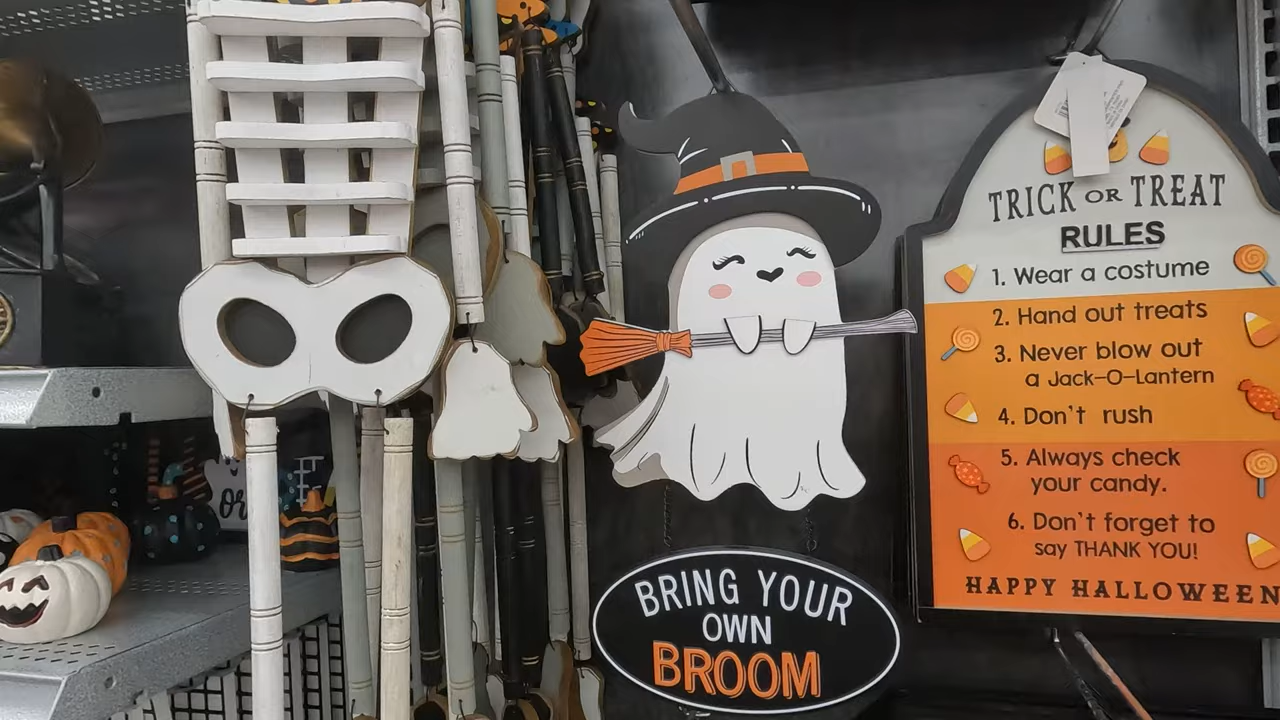 or
BRING YOUR
OWN
BROOM
TRICK OR TREAT
RULES
1. Wear a costume
2. Hand out treats
3. Never blow out
a Jack-O-Lantern
4. Don't rush
5. Always check
your candy.
6. Don't forget to
say THANK YOU!
HAPPY HALLOWEEN